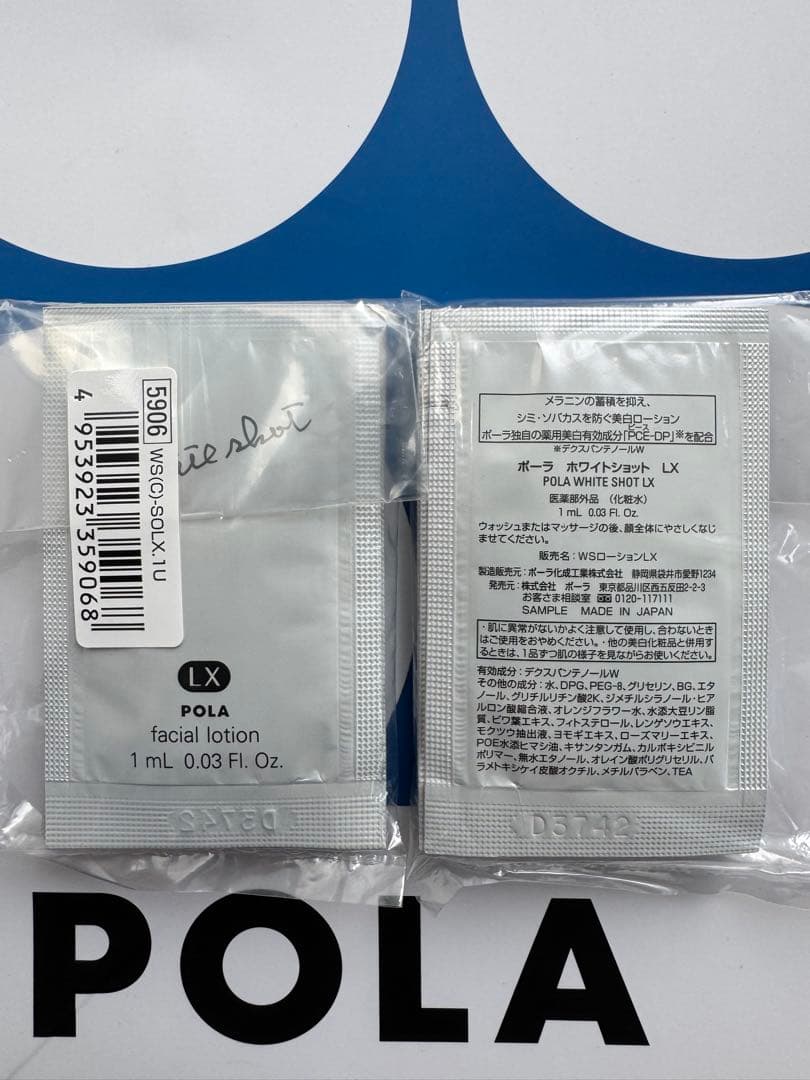 5906 WS(C)-SOLX.1U
4 953923 359068
shot
LX
POLA
facial lotion
1 mL 0.03 Fl. Oz.
D5742
メラニンの蓄積を抑え、
シミ・ソバカスを防ぐ美白ローション
ピース
ポーラ独自の薬用美白有効成分「PCE-DP」※を配合
※デクスパンテノールW
ポーラ ホワイトショット LX
POLA WHITE SHOT LX
医薬部外品 (化粧水)
1 mL 0.03 Fl. Oz.
ウォッシュまたはマッサージの後、顔全体にやさしくなじ
ませてください。
販売名:WSローションLX
製造販売元:ポーラ化成工業株式会社 静岡県袋井市愛野1234
発売元:株式会社 ポーラ 東京都品川区西五反田2-2-3
お客さま相談室 0120-117111
SAMPLE MADE IN JAPAN
・肌に異常がないかよく注意して使用し、合わないとき
はご使用をおやめください。・他の美白化粧品と併用す
るときは、1品ずつ肌の様子を見ながらお使いください。
有効成分:デクスパンテノールW
その他の成分:水、DPG、PEG-8、グリセリン、BG、エタ
ノール、グリチルリチン酸2K、ジメチルシラノール・ヒア
ルロン酸縮合液、オレンジフラワー水、水添大豆リン脂
質、ビワ葉エキス、フィトステロール、レンゲソウエキス、
モクツウ抽出液、ヨモギエキス、ローズマリーエキス、
POE水添ヒマシ油、キサンタンガム、カルボキシビニル
ポリマー、無水エタノール、オレイン酸ポリグリセリル、パ
ラメトキシケイ皮酸オクチル、メチルパラベン、TEA
D5742
POLA